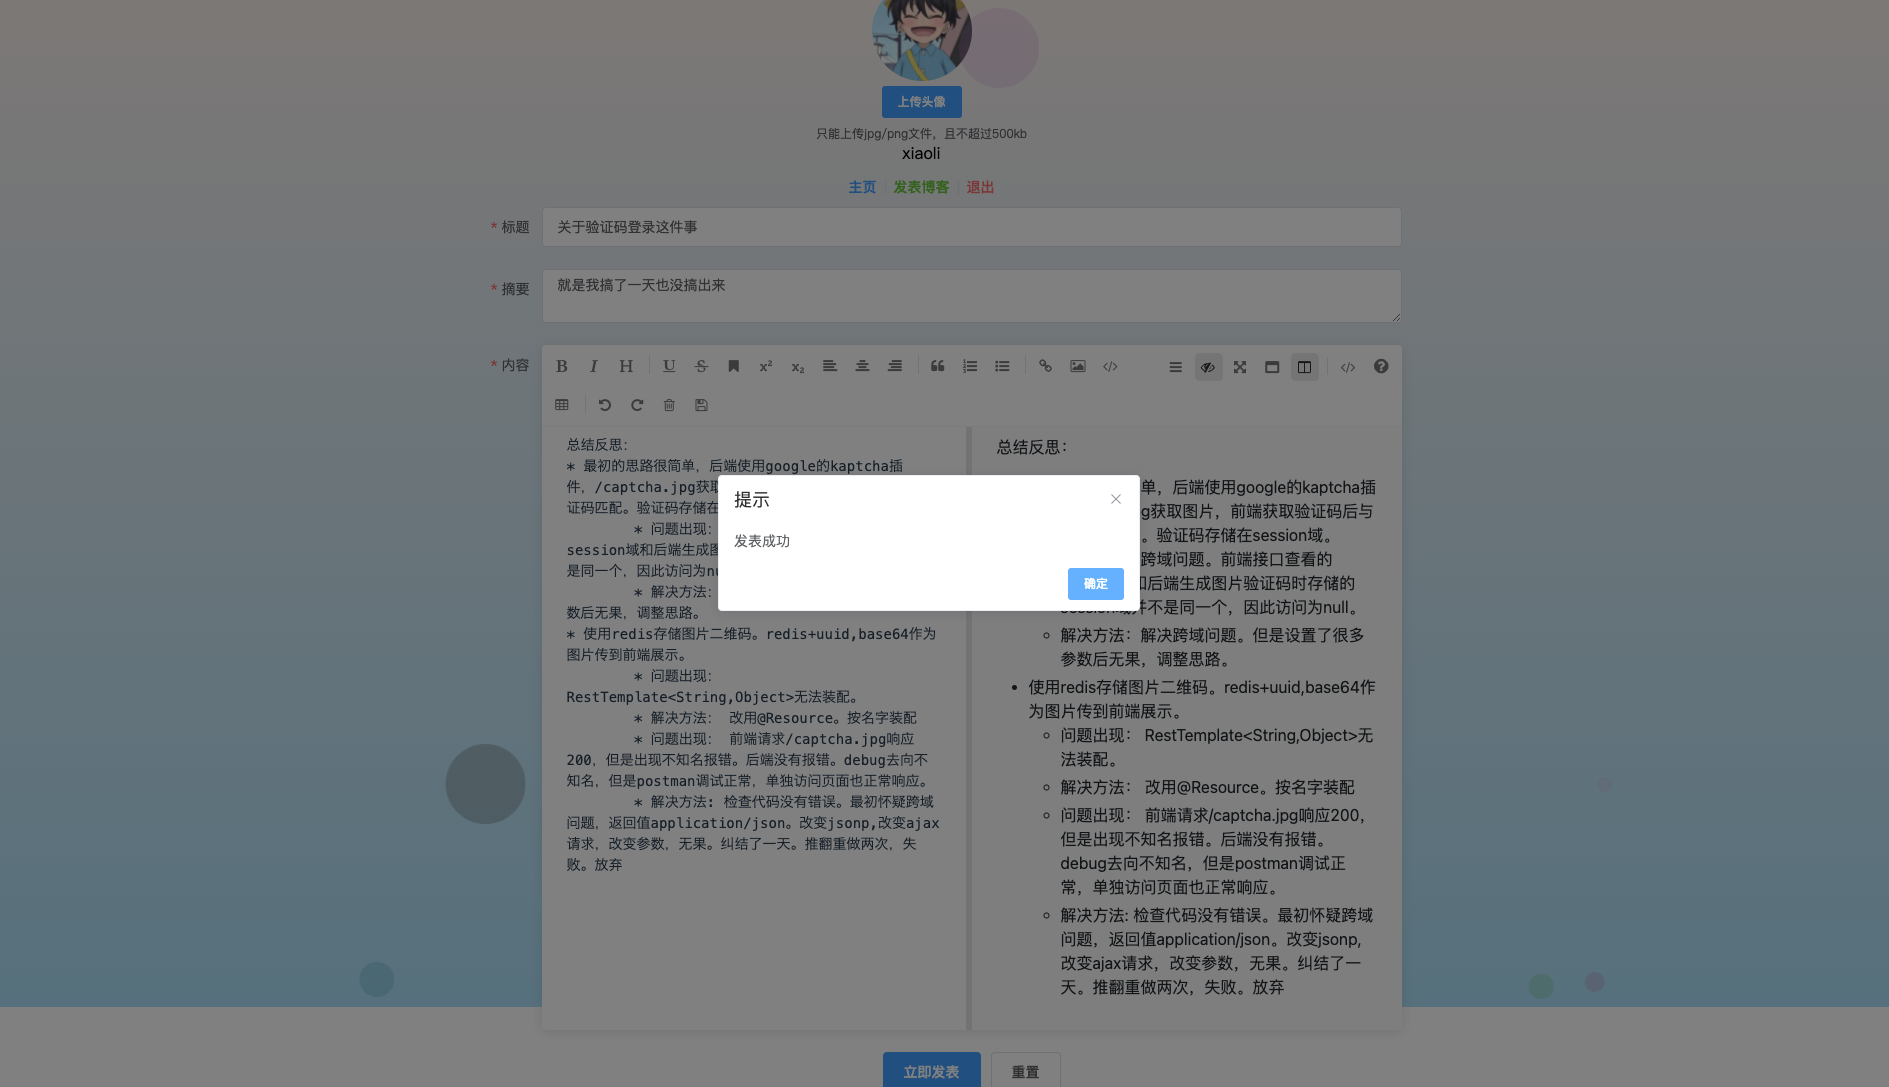 上传头像
只能上传jpg/png文件，且不超过500kb
xiaoli
主页 发表博客 退出
* 标题 关于验证码登录这件事
* 摘要 就是我搞了一天也没搞出来
* 内容
总结反思：
* 最初的思路很简单，后端使用google的kaptcha插
件，/captcha.jpg获取
证码匹配。验证码存储在
* 问题出现：
session域和后端生成图
是同一个，因此访问为nu
* 解决方法：
数后无果，调整思路。
* 使用redis存储图片二维码。redis+uuid,base64作为
图片传到前端展示。
* 问题出现：
RestTemplate<String,Object>无法装配。
* 解决方法： 改用@Resource。按名字装配
* 问题出现： 前端请求/captcha.jpg响应
200，但是出现不知名报错。后端没有报错。debug去向不
知名，但是postman调试正常，单独访问页面也正常响应。
* 解决方法: 检查代码没有错误。最初怀疑跨域
问题，返回值application/json。改变jsonp,改变ajax
请求，改变参数，无果。纠结了一天。推翻重做两次，失
败。放弃
总结反思：
单，后端使用google的kaptcha插
g获取图片，前端获取验证码后与
。验证码存储在session域。
跨域问题。前端接口查看的
和后端生成图片验证码时存储的
session域并不是同一个，因此访问为null。
解决方法：解决跨域问题。但是设置了很多
参数后无果，调整思路。
使用redis存储图片二维码。redis+uuid,base64作
为图片传到前端展示。
问题出现： RestTemplate<String,Object>无
法装配。
解决方法： 改用@Resource。按名字装配
问题出现： 前端请求/captcha.jpg响应200，
但是出现不知名报错。后端没有报错。
debug去向不知名，但是postman调试正
常，单独访问页面也正常响应。
解决方法: 检查代码没有错误。最初怀疑跨域
问题，返回值application/json。改变jsonp,
改变ajax请求，改变参数，无果。纠结了一
天。推翻重做两次，失败。放弃
提示
发表成功
确定
立即发表 重置